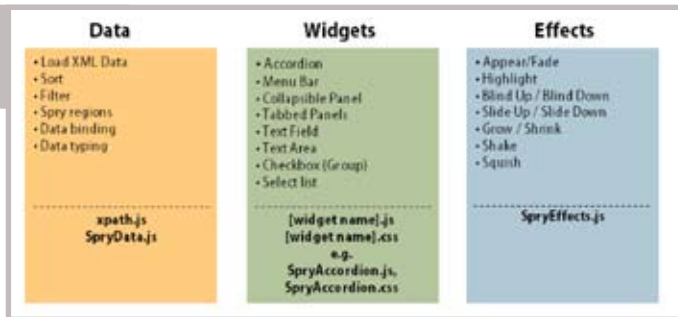 Data
• Load XML Data
• Sort
• Filter
• Spry regions
• Data binding
• Data typing
xpath.js
SpryData.js
Widgets
• Accordion
• Menu Bar
• Collapsible Panel
• Tabbed Panels
• Text Field
• Text Area
• Checkbox (Group)
• Select list
[widget name].js
[widget name].css
e.g.
SpryAccordion.js,
SpryAccordion.css
Effects
• Appear/Fade
• Highlight
• Blind Up / Blind Down
• Slide Up / Slide Down
• Grow / Shrink
• Shake
• Squish
SpryEffects.js